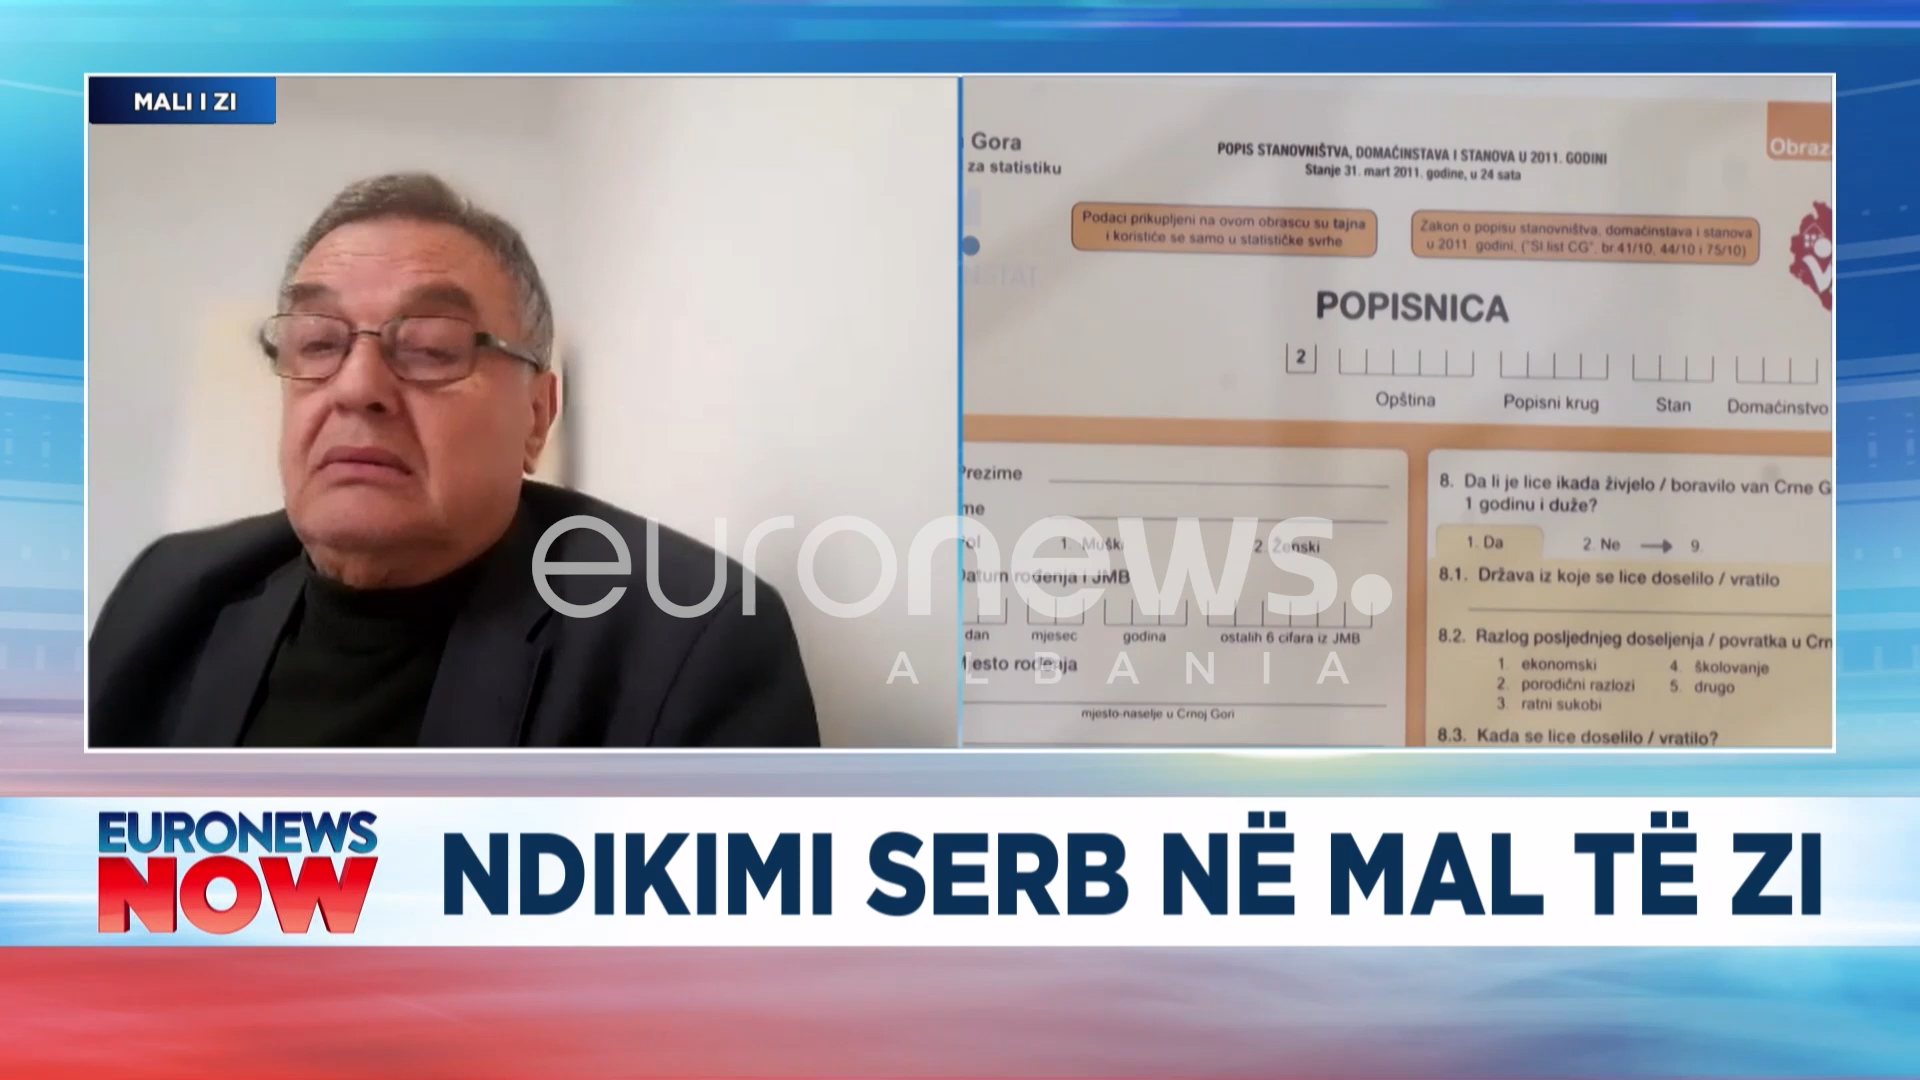 MALI I ZI
Gora
za statistiku
POPIS STANOVNIŠTVA, DOMAĆINSTAVA I STANOVA U 2011. GODINI
Stanje 31. mart 2011. godine, u 24 sata
Obraz
Podaci prikupljeni na ovom obrascu su tajna
i koristiće se samo u statističke svrhe
Zakon o popisu stanovništva, domaćinstava i stanova
u 2011. godini, ("Sl list CG", br.41/10, 44/10 i 75/10)
POPISNICA
2
Opština
Popisni krug
Stan
Domaćinstvo
Prezime
me
ol
1. Muški
2. Ženski
Datum rođenja i JMB
dan
mjesec
godina
ostalih 6 cifara iz JMB
Mjesto rođenja
mjesto-naselje u Crnoj Gori
8. Da li je lice ikada živjelo / boravilo van Crne G
1 godinu i duže?
1. Da
2. Ne
9.
8.1. Država iz koje se lice doselilo / vratilo
8.2. Razlog posljednjeg doseljenja / povratka u Crn
1. ekonomski
4. školovanje
2. porodični razlozi
5. drugo
3. ratni sukobi
8.3. Kada se lice doselilo / vratilo?
euronews.
ALBANIA
EURONEWS
NOW
NDIKIMI SERB NË MAL TË ZI